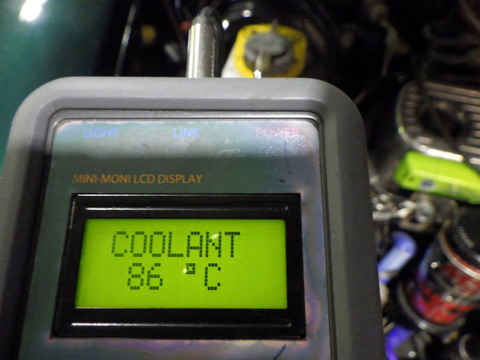 LIGHT LINK POWER
MINI-MONI LCD DISPLAY
COOLANT
86 °C